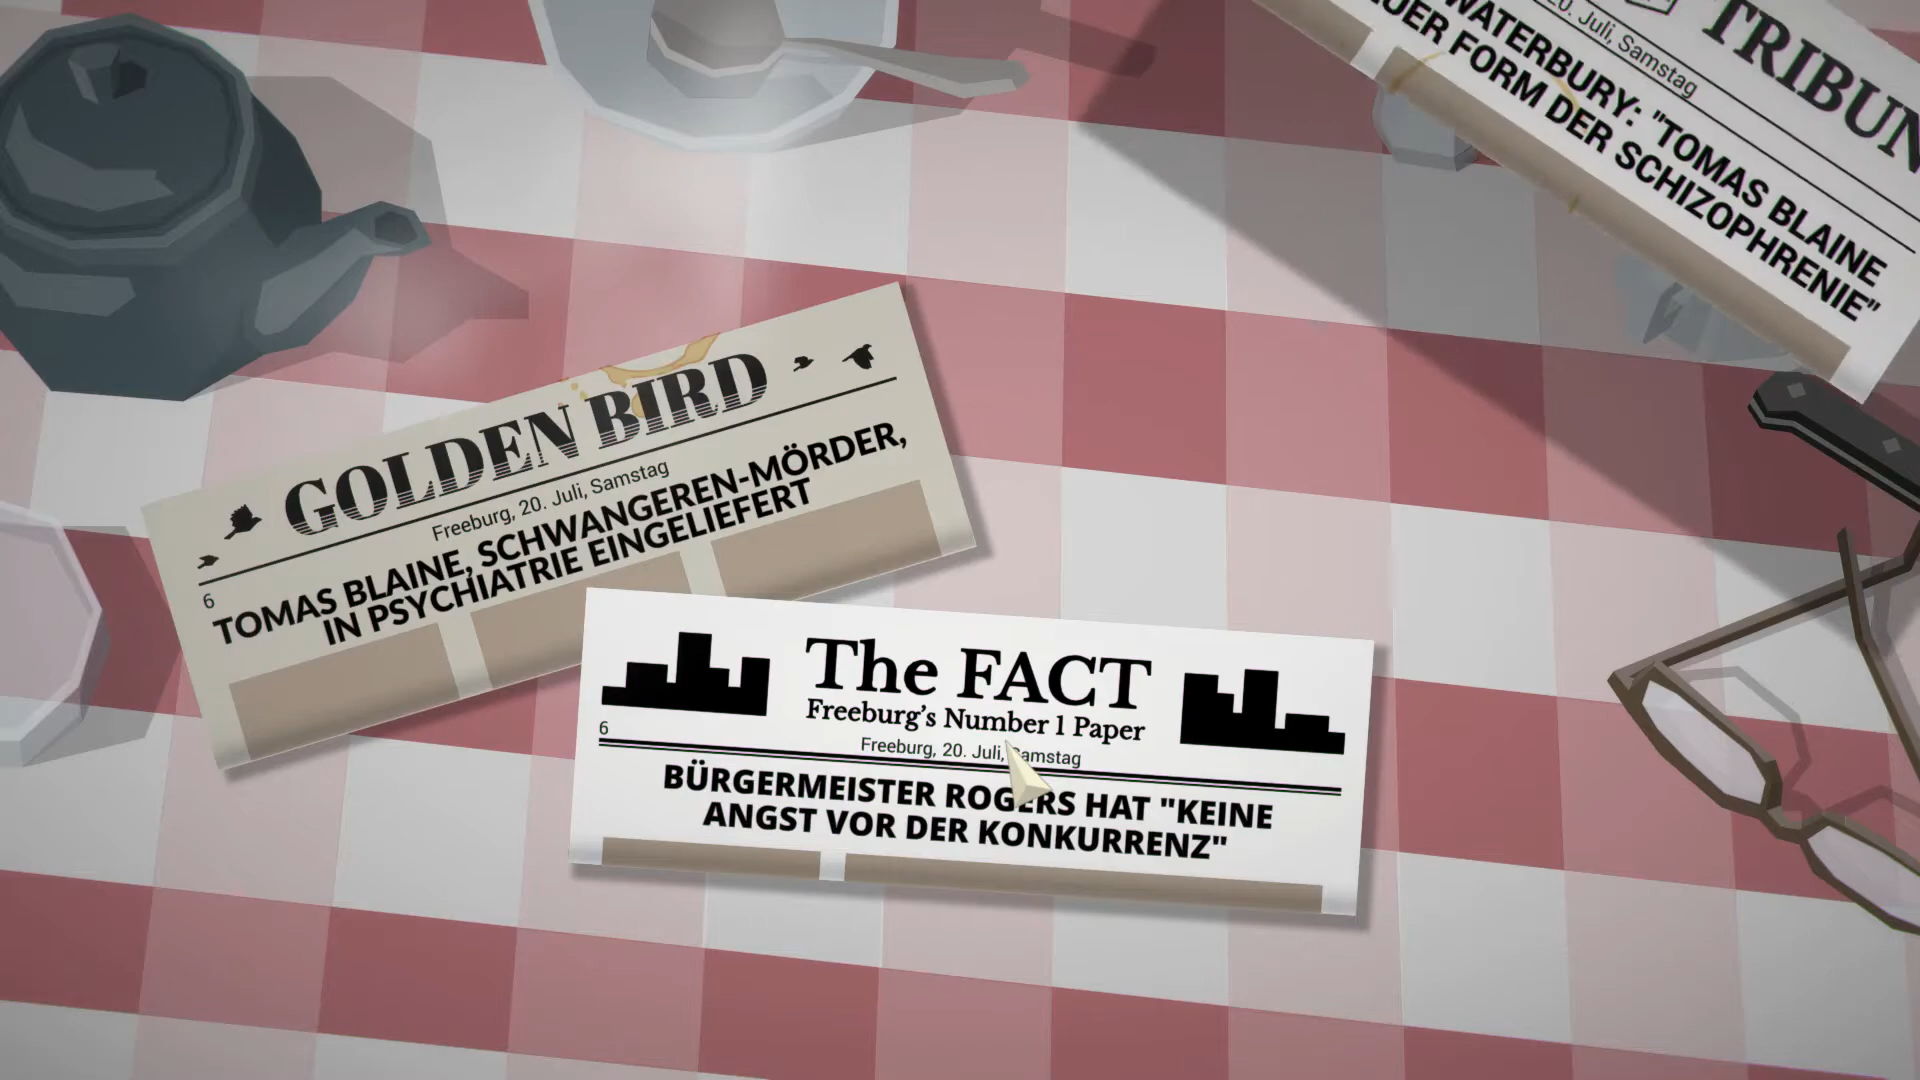 TRIBUN
20. Juli, Samstag
WATERBURY: "TOMAS BLAINE
FORM DER SCHIZOPHRENIE"
GOLDEN BIRD
Freeburg, 20. Juli, Samstag
6
TOMAS BLAINE, SCHWANGEREN-MÖRDER,
IN PSYCHIATRIE EINGELIEFERT
The FACT
Freeburg's Number 1 Paper
6
Freeburg, 20. Juli, Samstag
BÜRGERMEISTER ROGERS HAT "KEINE
ANGST VOR DER KONKURRENZ"